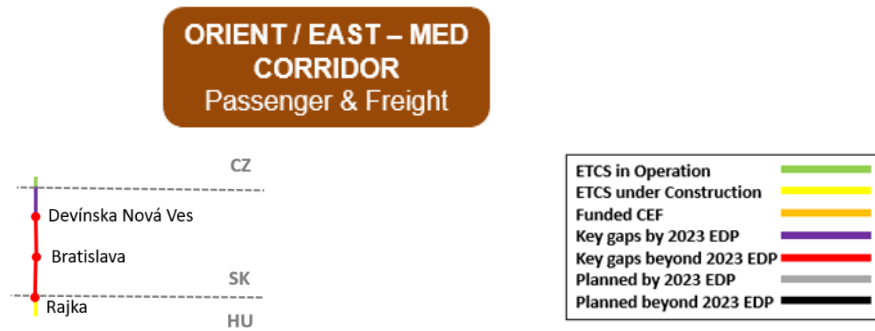 ORIENT / EAST – MED
CORRIDOR
Passenger & Freight
CZ
Devínska Nová Ves
Bratislava
SK
Rajka
HU
ETCS in Operation
ETCS under Construction
Funded CEF
Key gaps by 2023 EDP
Key gaps beyond 2023 EDP
Planned by 2023 EDP
Planned beyond 2023 EDP